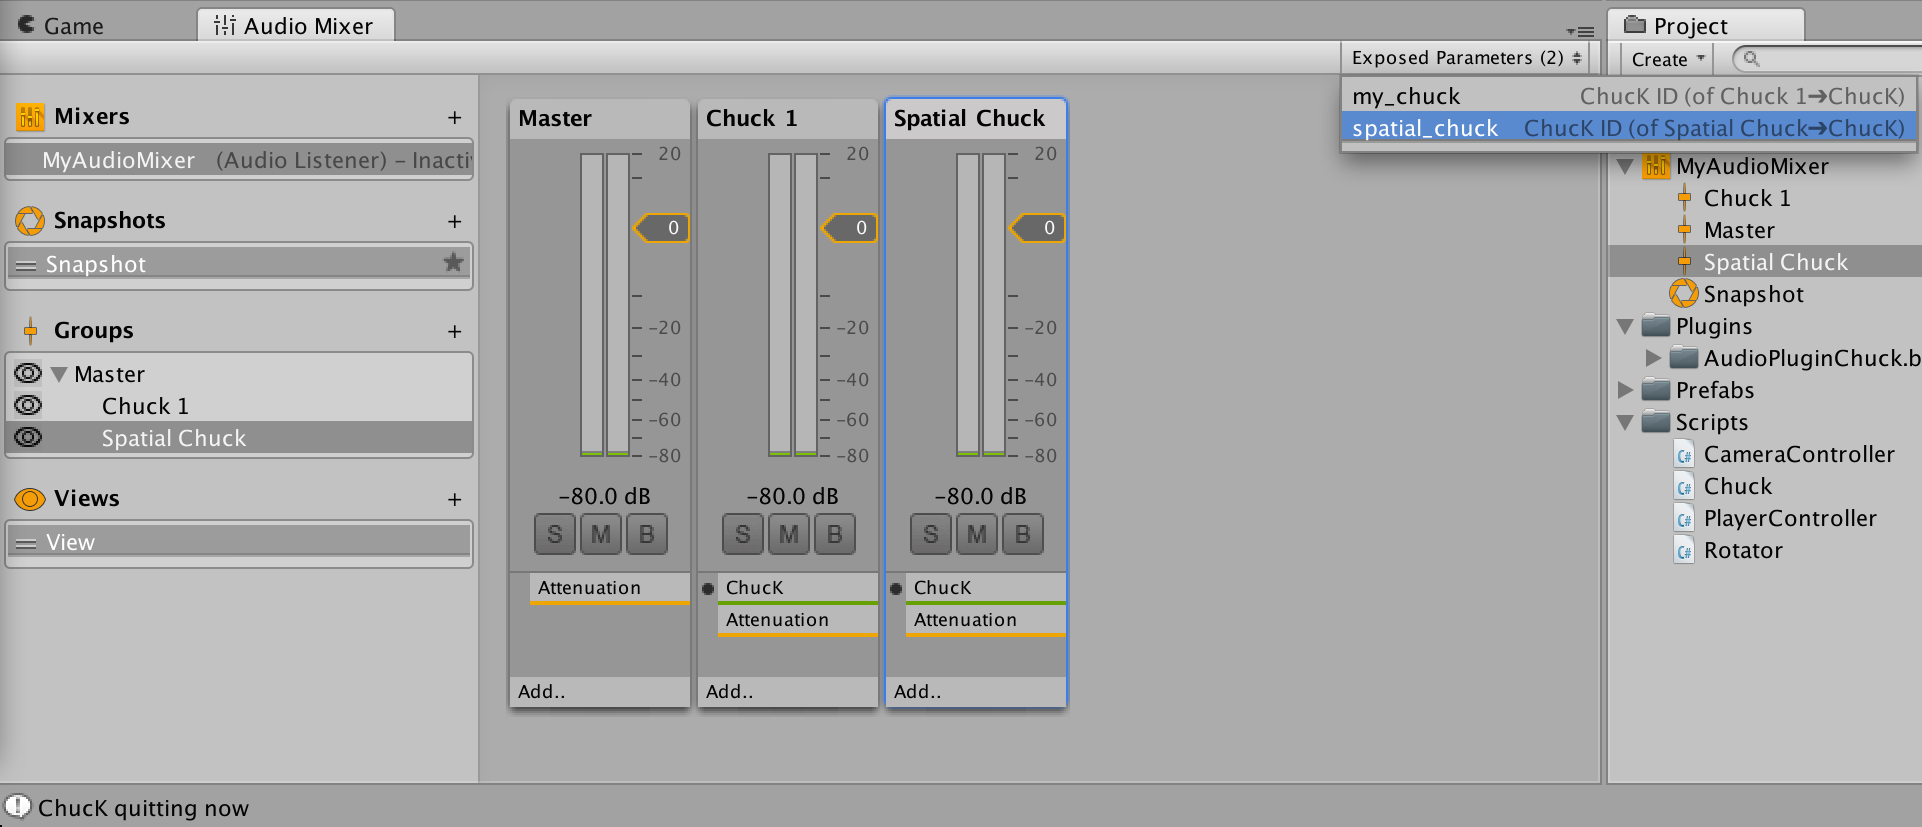 Game
Audio Mixer
Project
Exposed Parameters (2)
Create
my_chuck ChucK ID (of Chuck 1➔ChucK)
spatial_chuck ChucK ID (of Spatial Chuck➔ChucK)
Mixers +
MyAudioMixer (Audio Listener) – Inacti
Snapshots +
Snapshot
Groups +
Master
Chuck 1
Spatial Chuck
Views +
View
Master
20
0
-20
-40
-60
-80
-80.0 dB
S M B
Attenuation
Add..
Chuck 1
20
0
-20
-40
-60
-80
-80.0 dB
S M B
ChucK
Attenuation
Add..
Spatial Chuck
20
0
-20
-40
-60
-80
-80.0 dB
S M B
ChucK
Attenuation
Add..
MyAudioMixer
Chuck 1
Master
Spatial Chuck
Snapshot
Plugins
AudioPluginChuck.b
Prefabs
Scripts
C# CameraController
C# Chuck
C# PlayerController
C# Rotator
ChucK quitting now